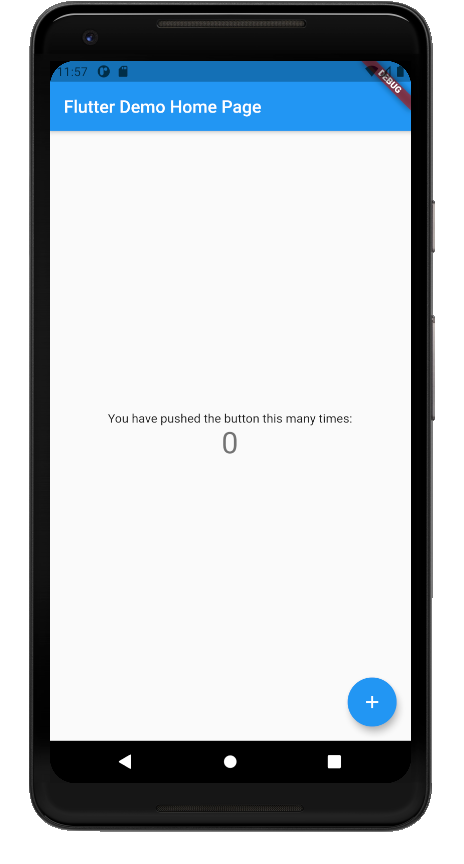 11:57
DEBUG
Flutter Demo Home Page
You have pushed the button this many times:
0
+